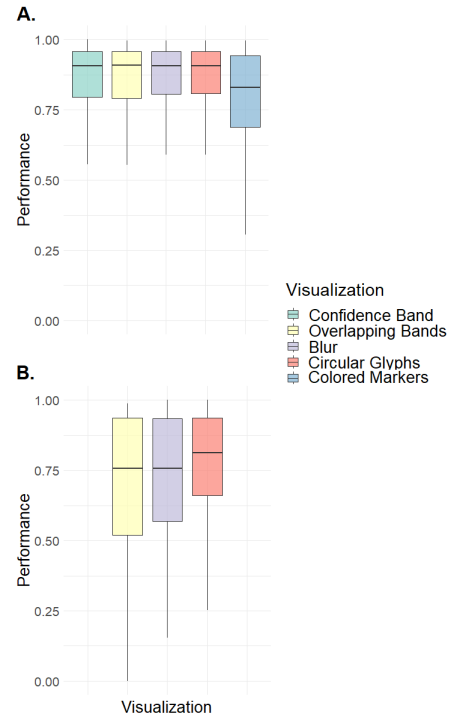 A.
1.00
0.75
0.50
0.25
0.00
Performance
Visualization
Confidence Band
Overlapping Bands
Blur
Circular Glyphs
Colored Markers
B.
1.00
0.75
0.50
0.25
0.00
Performance
Visualization